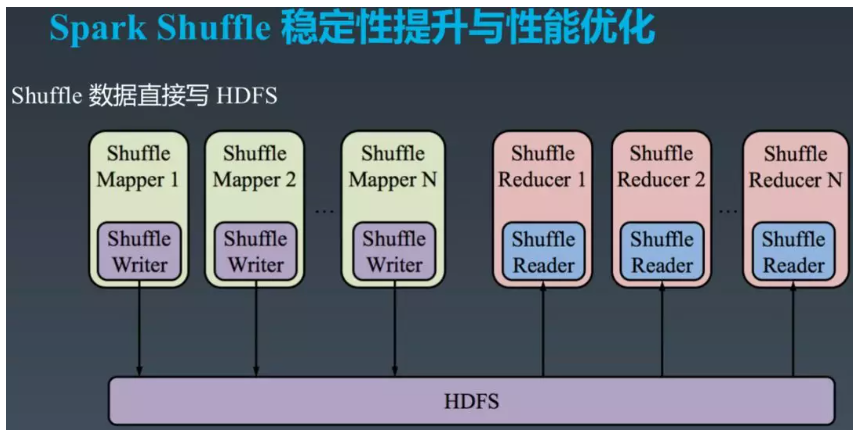 Spark Shuffle 稳定性提升与性能优化
Shuffle 数据直接写 HDFS
Shuffle
Mapper 1
Shuffle
Writer
Shuffle
Mapper 2
Shuffle
Writer
...
Shuffle
Mapper N
Shuffle
Writer
Shuffle
Reducer 1
Shuffle
Reader
Shuffle
Reducer 2
Shuffle
Reader
...
Shuffle
Reducer N
Shuffle
Reader
HDFS